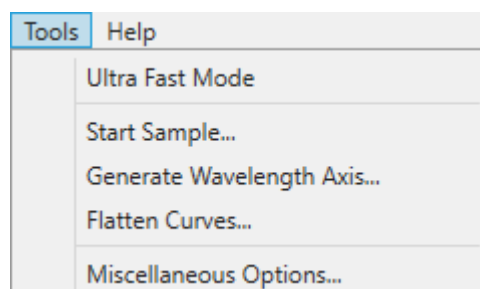 Tools Help
Ultra Fast Mode
Start Sample...
Generate Wavelength Axis...
Flatten Curves...
Miscellaneous Options...